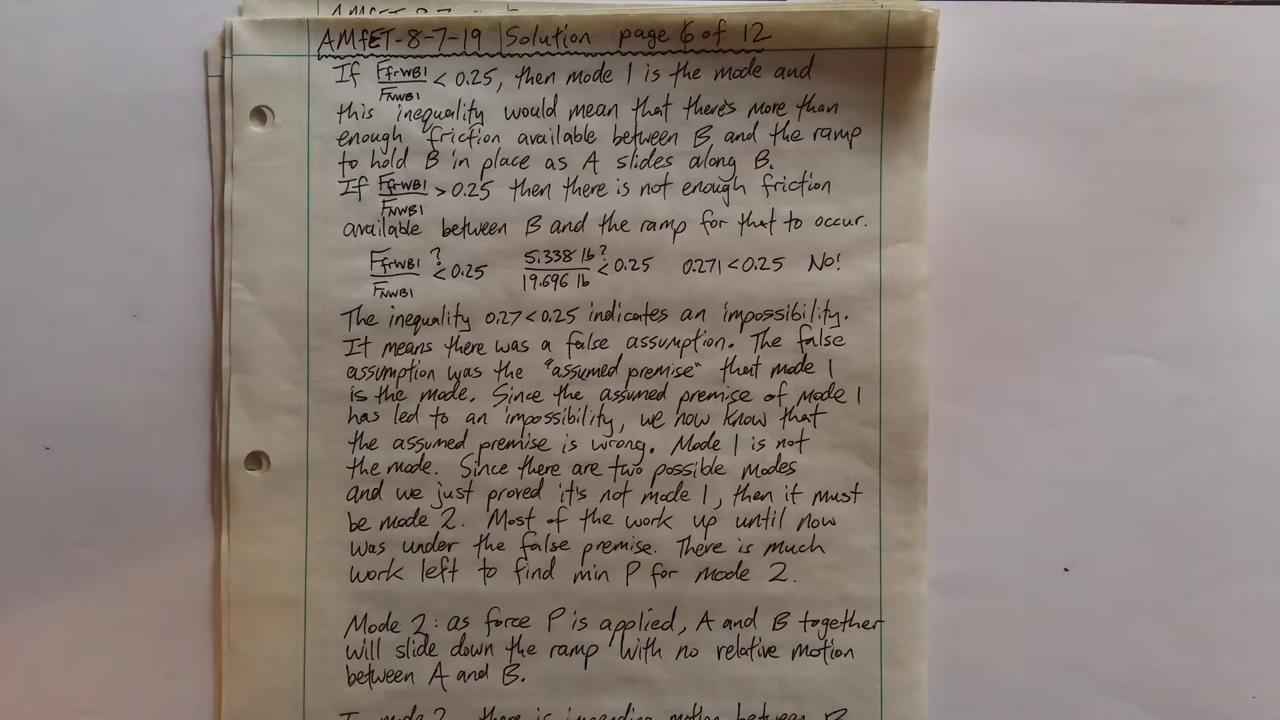 AMfET-8-7-19 Solution page 6 of 12
If FfrWB1/FNWB1 < 0.25, then mode 1 is the mode and
this inequality would mean that there's more than
enough friction available between B and the ramp
to hold B in place as A slides along B.
If FfrWB1/FNWB1 > 0.25 then there is not enough friction
available between B and the ramp for that to occur.
FfrWB1/FNWB1 ?< 0.25 5.338 lb/19.696 lb ?< 0.25 0.271 < 0.25 No!
The inequality 0.27 < 0.25 indicates an impossibility.
It means there was a false assumption. The false
assumption was the "assumed premise" that mode 1
is the mode. Since the assumed premise of mode 1
has led to an impossibility, we now know that
the assumed premise is wrong. Mode 1 is not
the mode. Since there are two possible modes
and we just proved it's not mode 1, then it must
be mode 2. Most of the work up until now
was under the false premise. There is much
work left to find min P for mode 2.
Mode 2: as force P is applied, A and B together
will slide down the ramp with no relative motion
between A and B.
In mode 2, there is impending motion between B